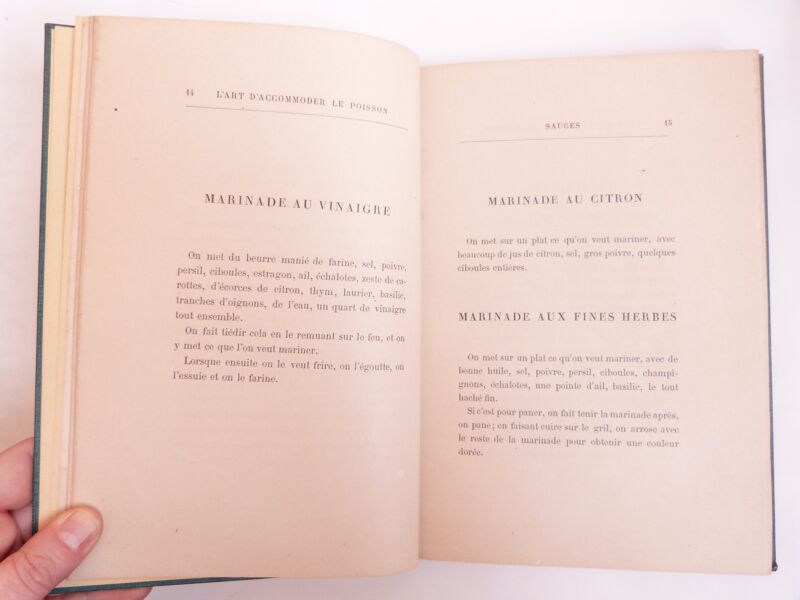 14 L'ART D'ACCOMMODER LE POISSON
MARINADE AU VINAIGRE
On met du beurre manié de farine, sel, poivre,
persil, ciboules, estragon, ail, échalotes, zeste de ca-
rottes, d'écorces de citron, thym, laurier, basilic,
tranches d'oignons, de l'eau, un quart de vinaigre
tout ensemble.
On fait tiédir cela en le remuant sur le feu, et on
y met ce que l'on veut mariner.
Lorsque ensuite on le veut frire, on l'égoutte, on
l'essuie et on le farine.
SAUCES 15
MARINADE AU CITRON
On met sur un plat ce qu'on veut mariner, avec
beaucoup de jus de citron, sel, gros poivre, quelques
ciboules entières.
MARINADE AUX FINES HERBES
On met sur un plat ce qu'on veut mariner, avec de
bonne huile, sel, poivre, persil, ciboules, champi-
gnons, échalotes, une pointe d'ail, basilic, le tout
haché fin.
Si c'est pour paner, on fait tenir la marinade après,
on pane; en faisant cuire sur le gril, on arrose avec
le reste de la marinade pour obtenir une couleur
dorée.